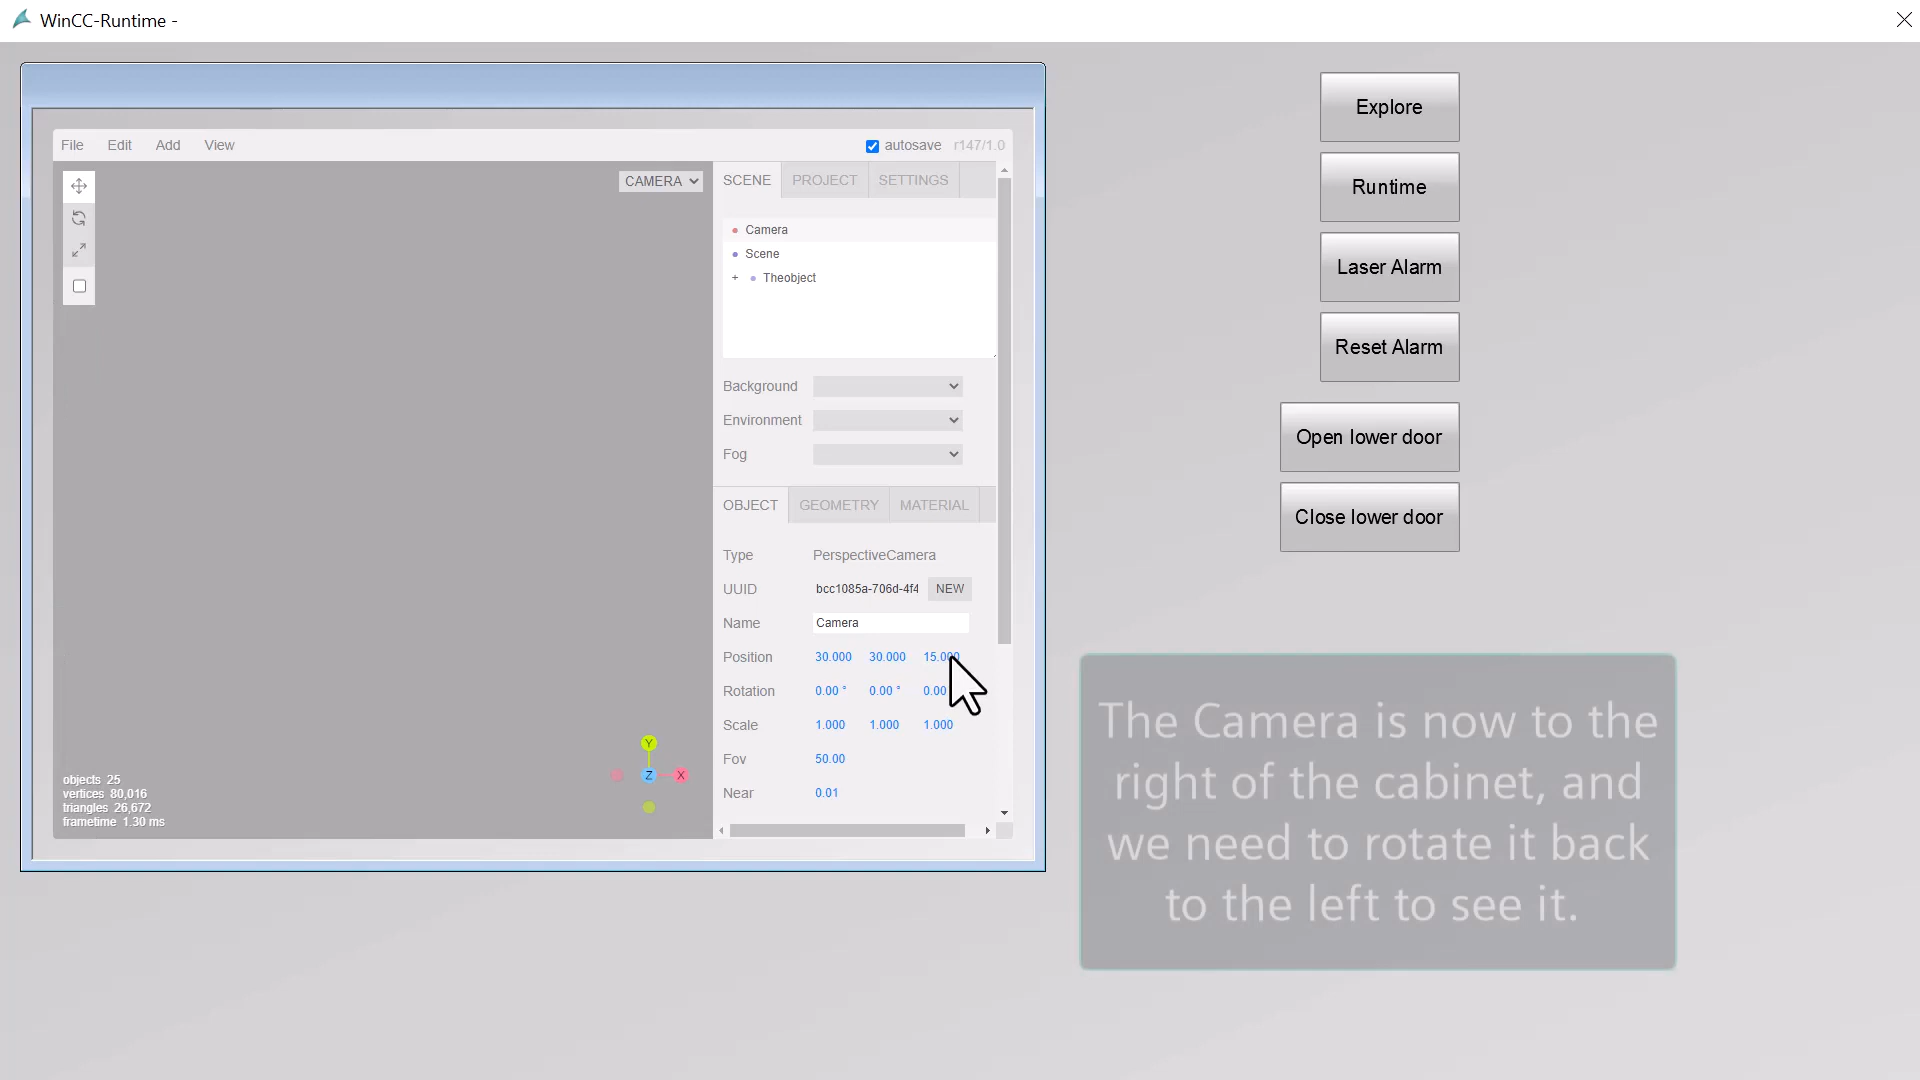 WinCC-Runtime -
File Edit Add View autosave r147/1.0
CAMERA
SCENE PROJECT SETTINGS
Camera
Scene
+ Theobject
Background
Environment
Fog
OBJECT GEOMETRY MATERIAL
Type PerspectiveCamera
UUID bcc1085a-706d-4f4 NEW
Name Camera
Position 30.000 30.000 15.000
Rotation 0.00 ° 0.00 ° 0.00
Scale 1.000 1.000 1.000
Fov 50.00
Near 0.01
Y
Z X
objects 25
vertices 80,016
triangles 26,672
frametime 1.30 ms
Explore
Runtime
Laser Alarm
Reset Alarm
Open lower door
Close lower door
The Camera is now to the
right of the cabinet, and
we need to rotate it back
to the left to see it.